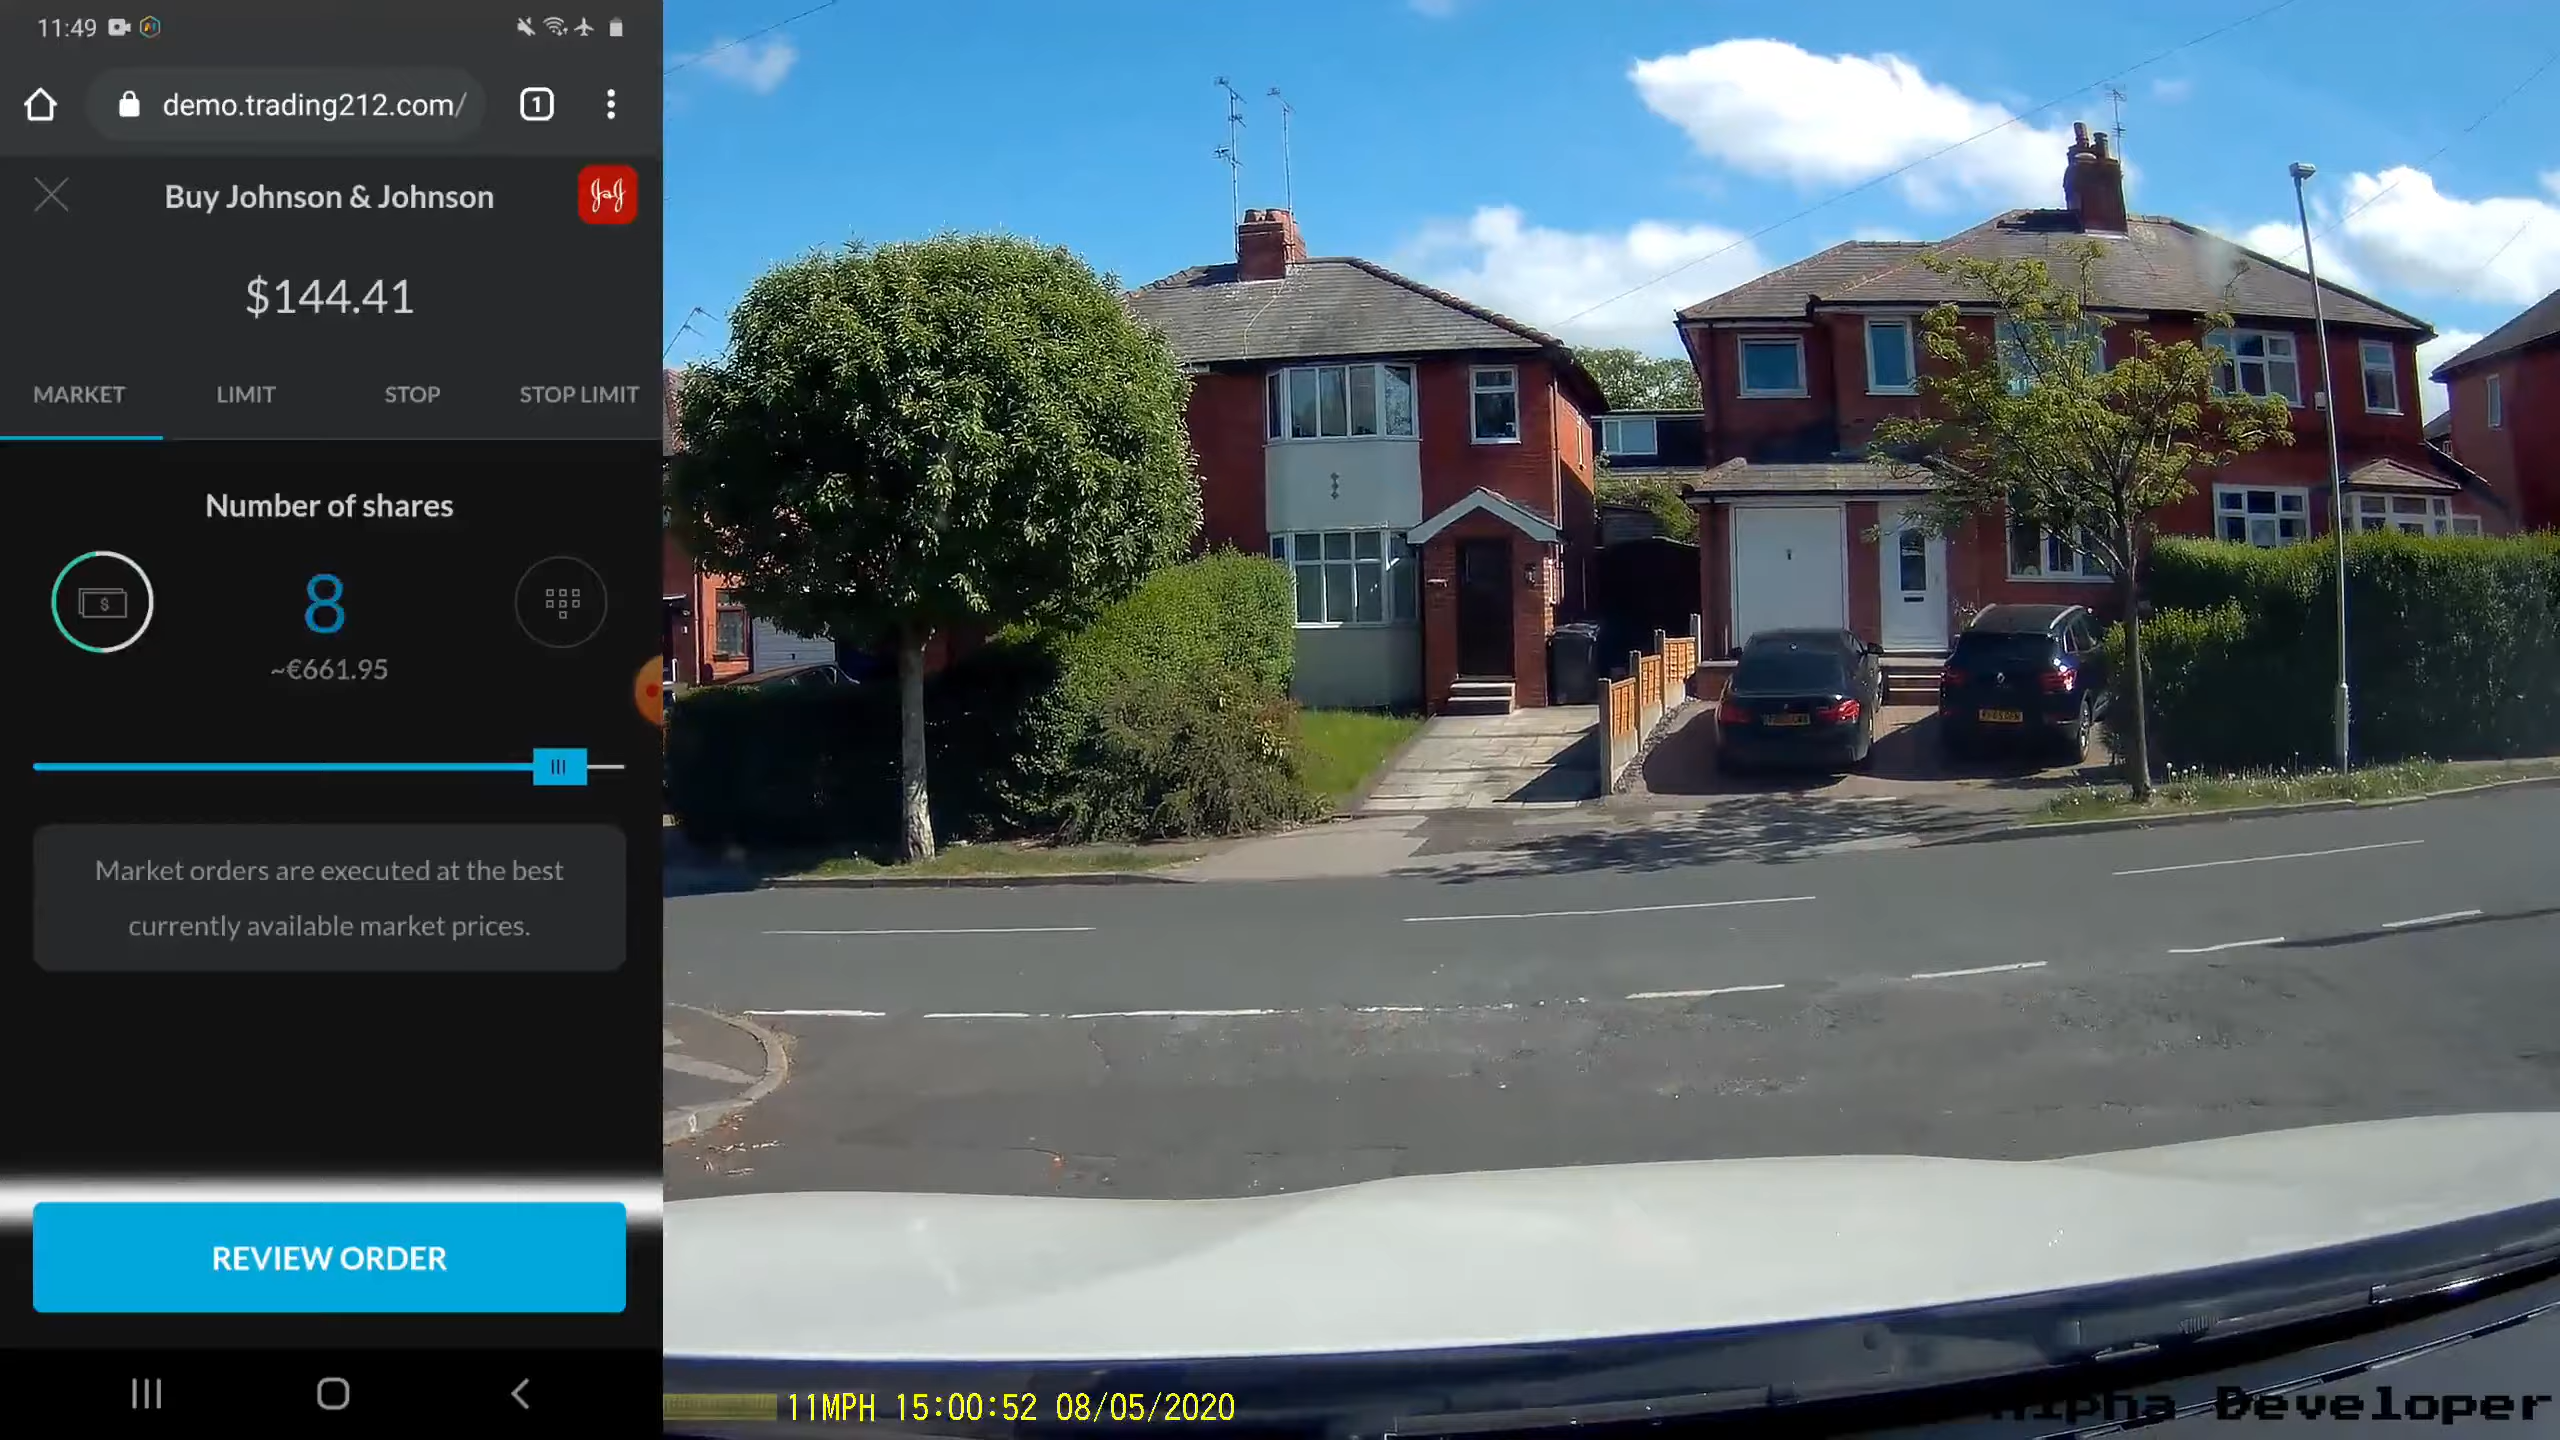 11:49
demo.trading212.com/
1
Buy Johnson & Johnson
J&J
$144.41
MARKET LIMIT STOP STOP LIMIT
Number of shares
$
8
~€661.95
Market orders are executed at the best
currently available market prices.
REVIEW ORDER
11MPH 15:00:52 08/05/2020
Alpha Developer